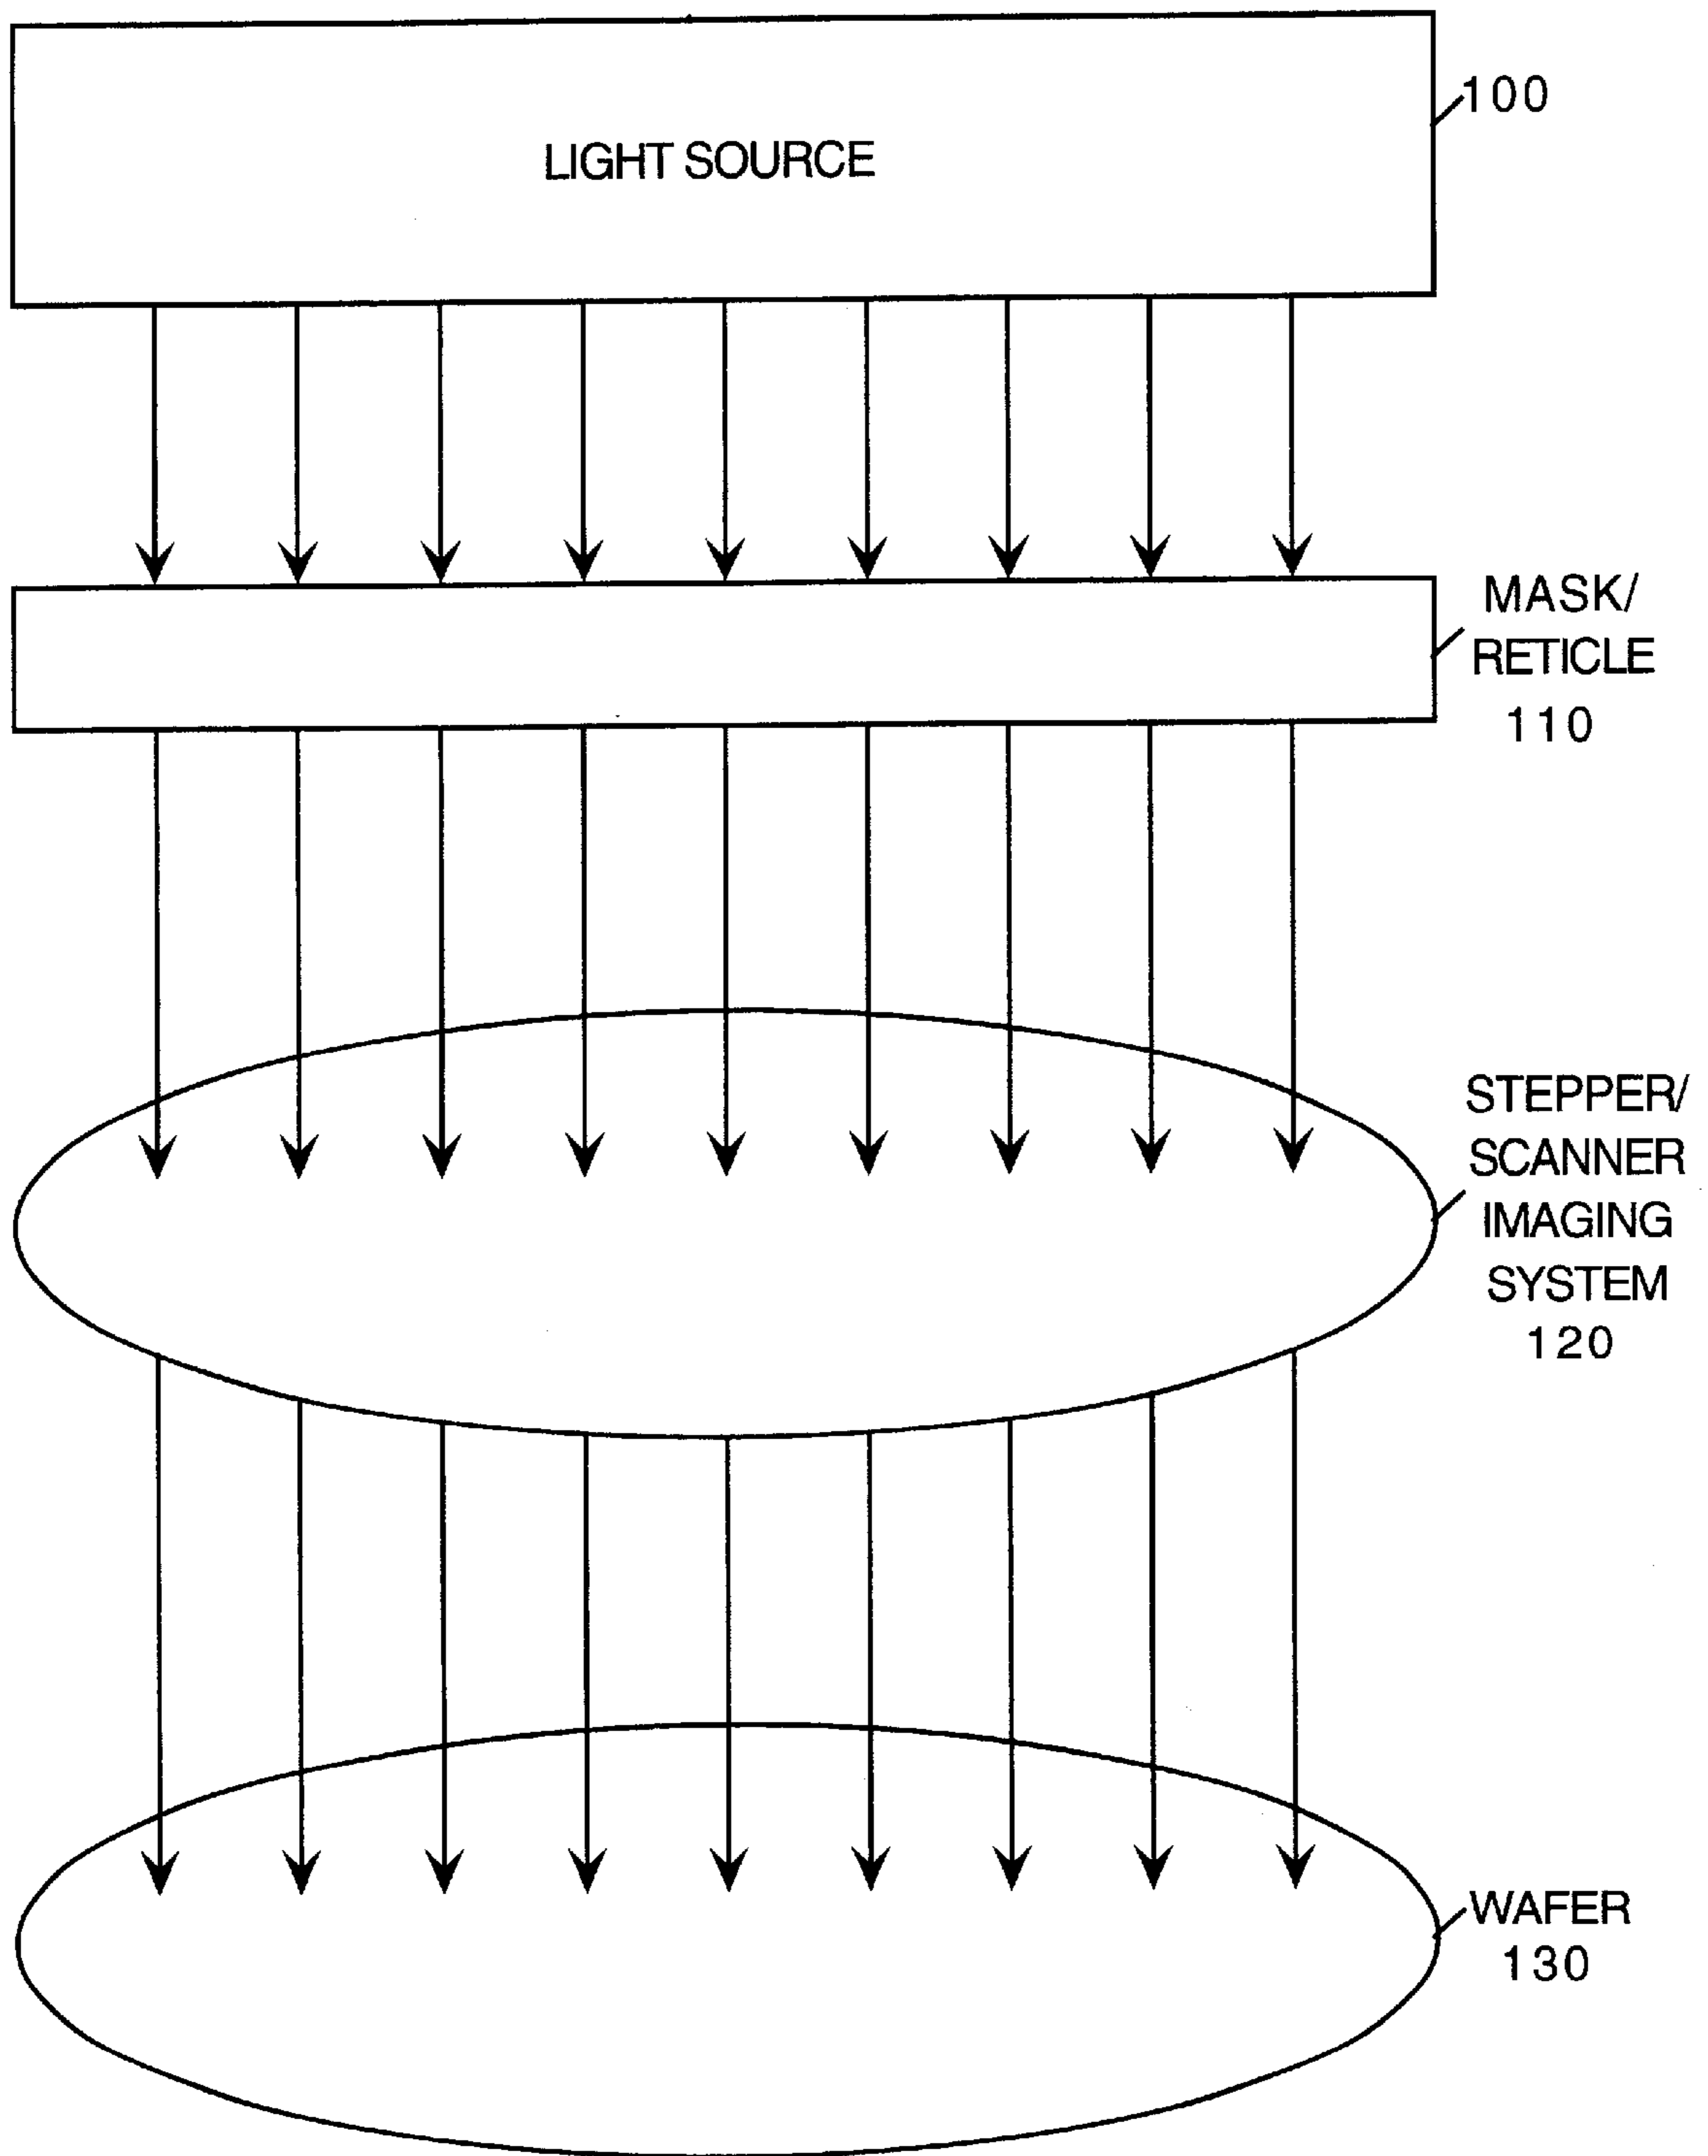 100
LIGHT SOURCE
MASK/
RETICLE
110
STEPPER/
SCANNER
IMAGING
SYSTEM
120
WAFER
130